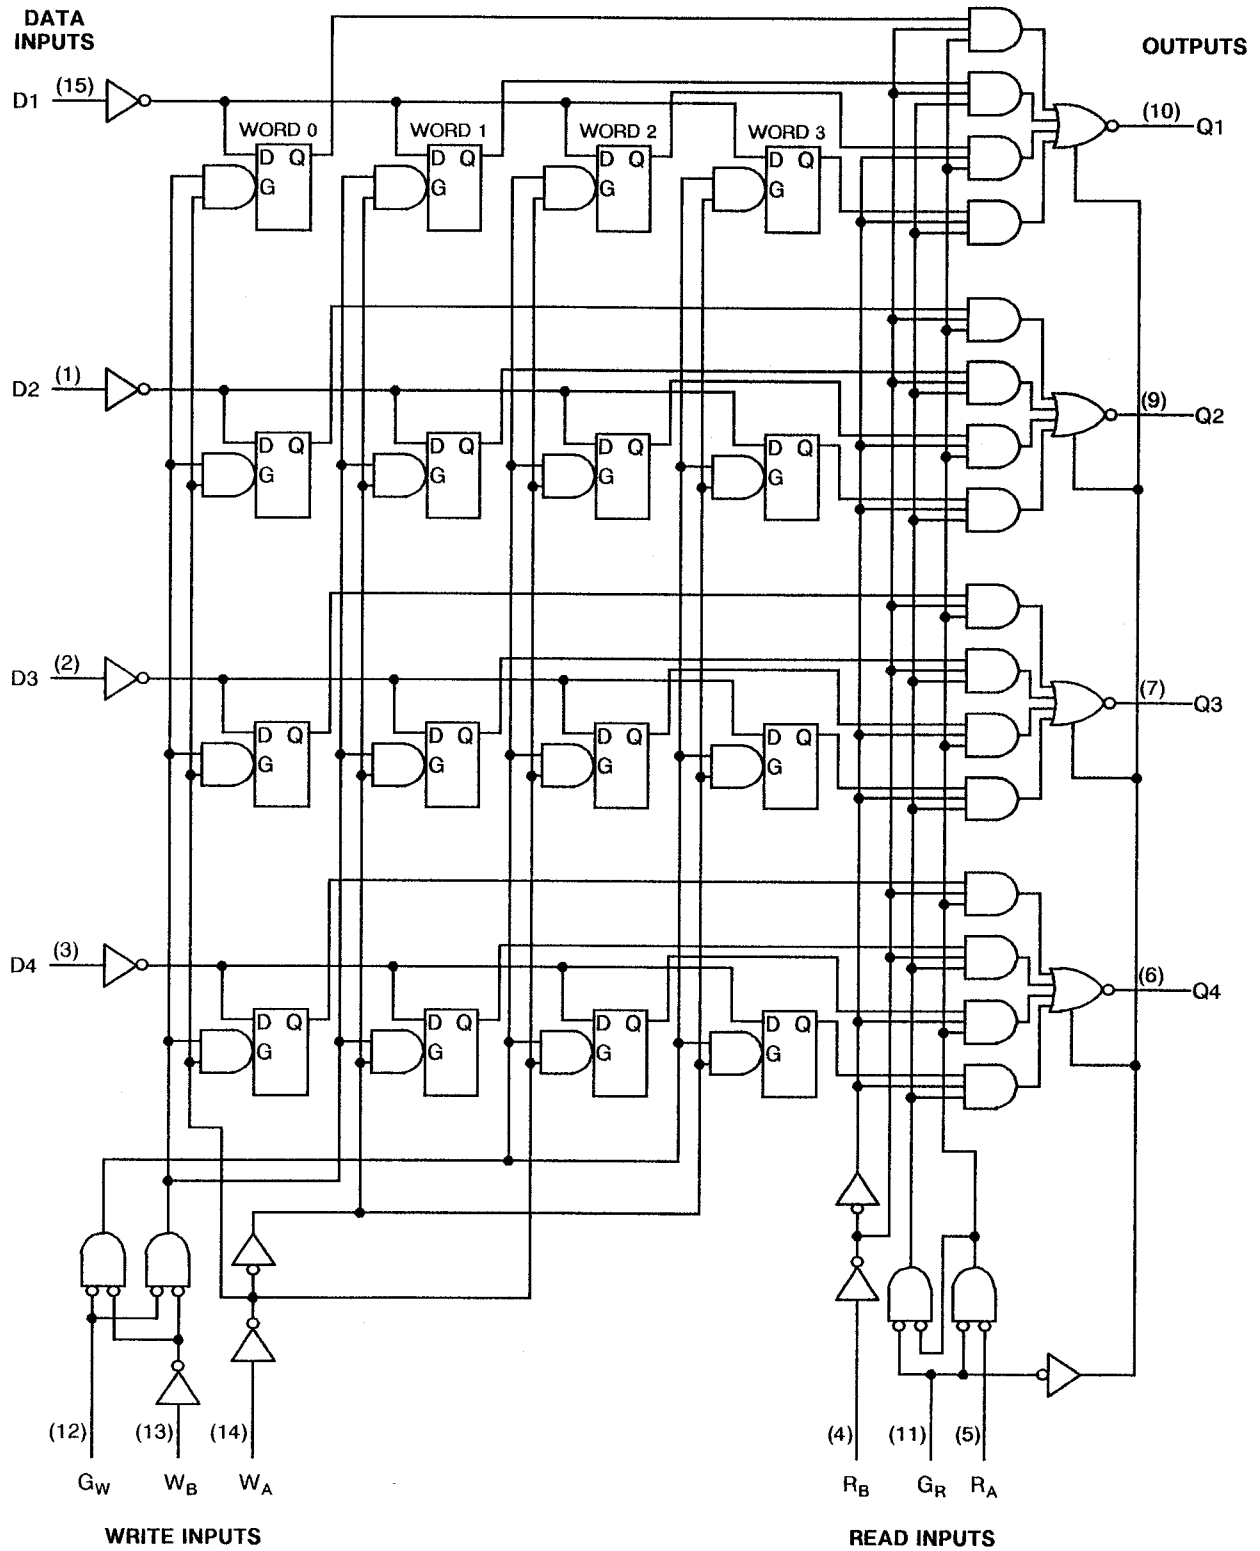 DATA
INPUTS
OUTPUTS
D1 (15)
(10) Q1
WORD 0 WORD 1 WORD 2 WORD 3
D Q D Q D Q D Q
G G G G
D2 (1)
(9) Q2
D Q D Q D Q D Q
G G G G
D3 (2)
(7) Q3
D Q D Q D Q D Q
G G G G
D4 (3)
(6) Q4
D Q D Q D Q D Q
G G G G
(12) (13) (14) (4) (11) (5)
GW WB WA RB GR RA
WRITE INPUTS READ INPUTS